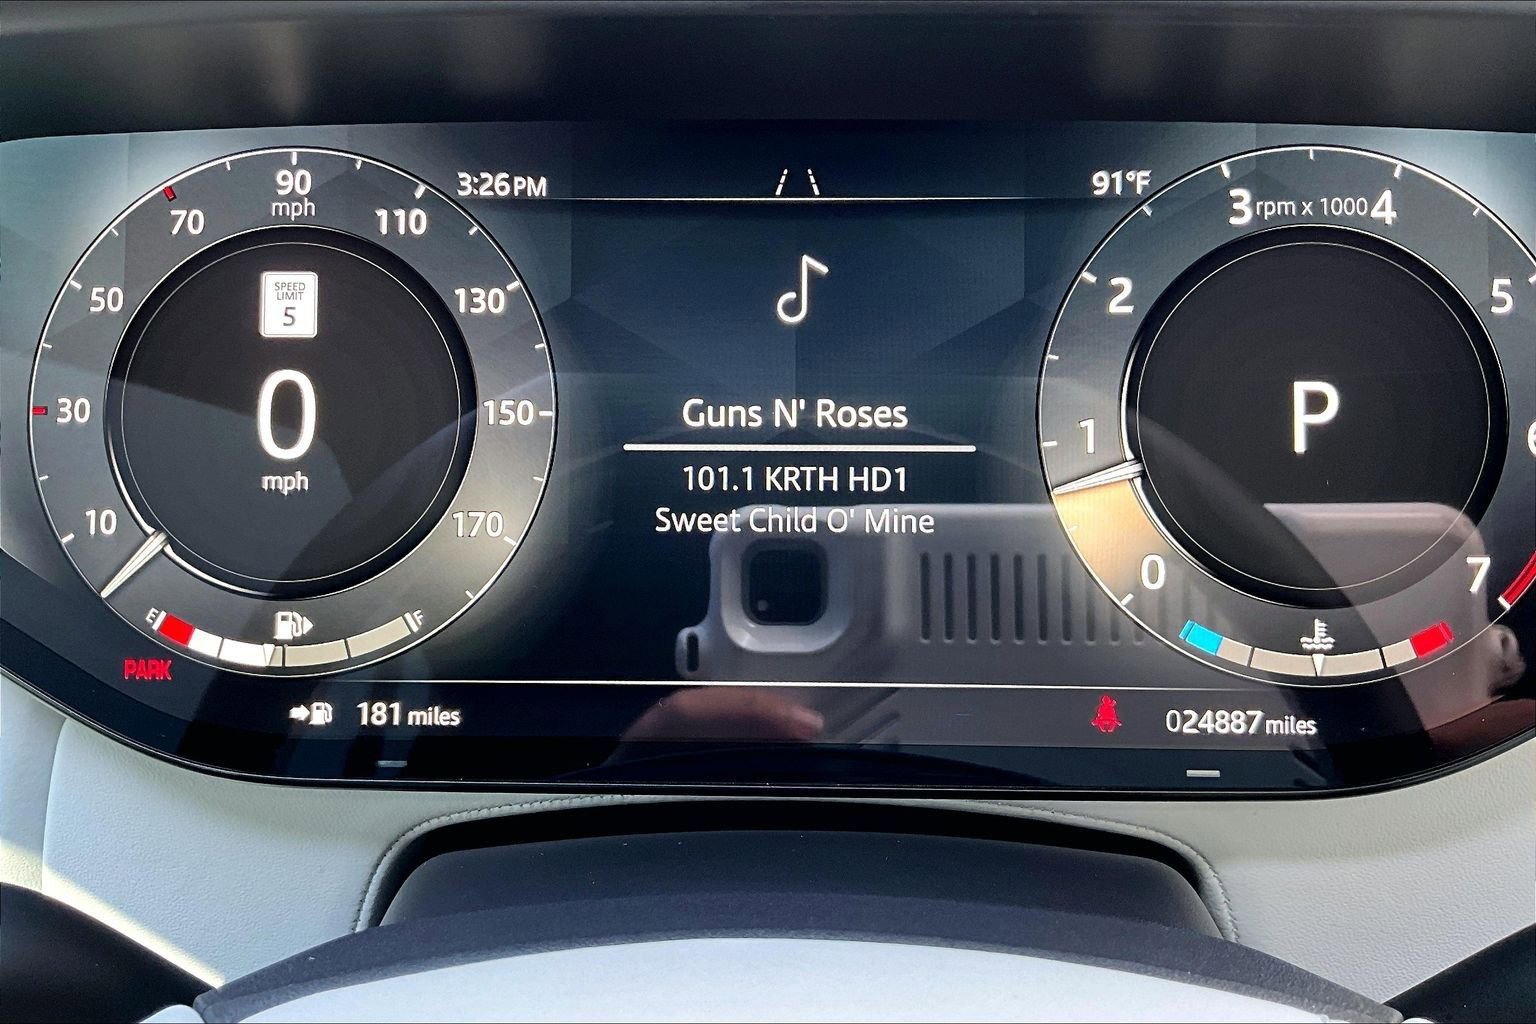 3:26PM
91°F
90
mph
70
110
50
130
30
150
10
170
SPEED
LIMIT
5
0
mph
E
F
PARK
181 miles
Guns N' Roses
101.1 KRTH HD1
Sweet Child O' Mine
3 rpm x 1000 4
2
5
1
6
0
7
P
024887 miles